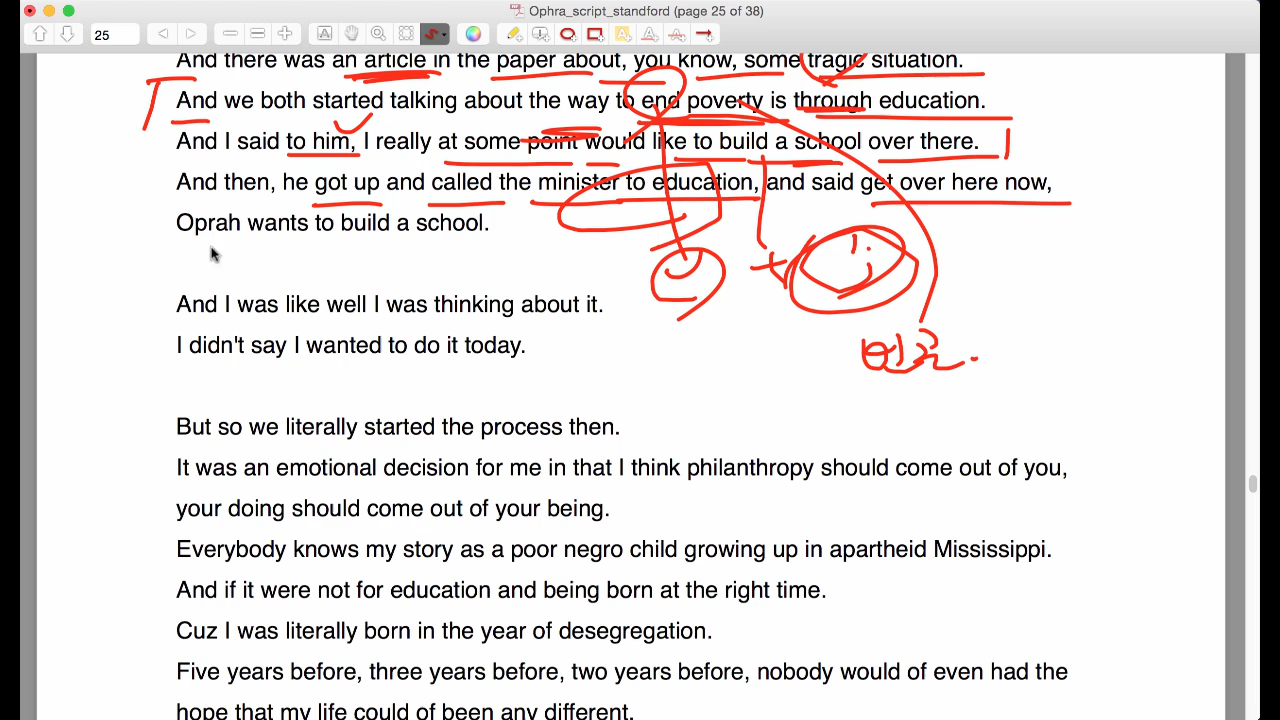 Ophra_script_standford (page 25 of 38)
25
And there was an article in the paper about, you know, some tragic situation.
And we both started talking about the way to end poverty is through education.
And I said to him, I really at some point would like to build a school over there.
And then, he got up and called the minister to education, and said get over here now,
Oprah wants to build a school.
And I was like well I was thinking about it.
I didn't say I wanted to do it today.
But so we literally started the process then.
It was an emotional decision for me in that I think philanthropy should come out of you,
your doing should come out of your being.
Everybody knows my story as a poor negro child growing up in apartheid Mississippi.
And if it were not for education and being born at the right time.
Cuz I was literally born in the year of desegregation.
Five years before, three years before, two years before, nobody would of even had the
hope that my life could of been any different.